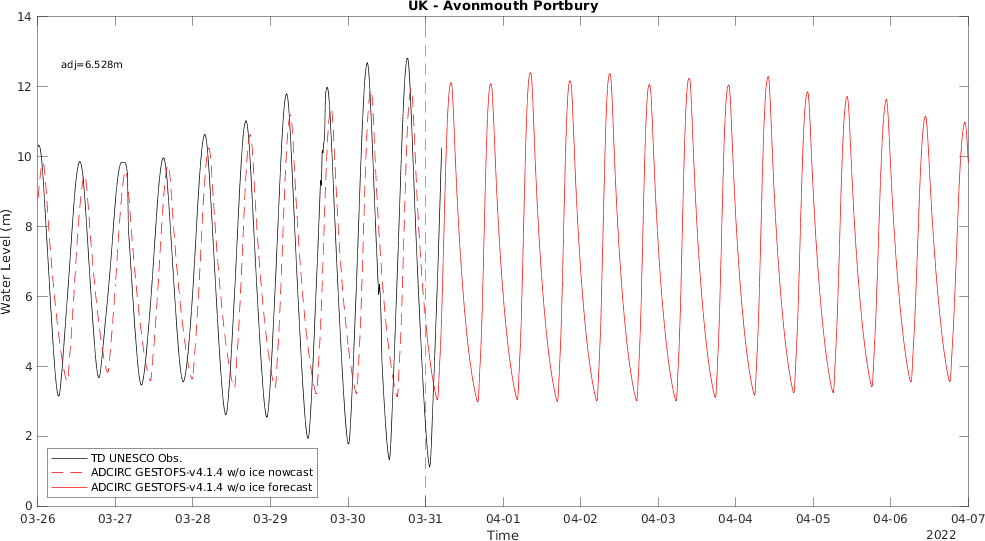 UK - Avonmouth Portbury
14
12
10
8
6
4
2
0
Water Level (m)
adj=6.528m
TD UNESCO Obs.
ADCIRC GESTOFS-v4.1.4 w/o ice nowcast
ADCIRC GESTOFS-v4.1.4 w/o ice forecast
03-26 03-27 03-28 03-29 03-30 03-31 04-01 04-02 04-03 04-04 04-05 04-06 04-07
Time
2022